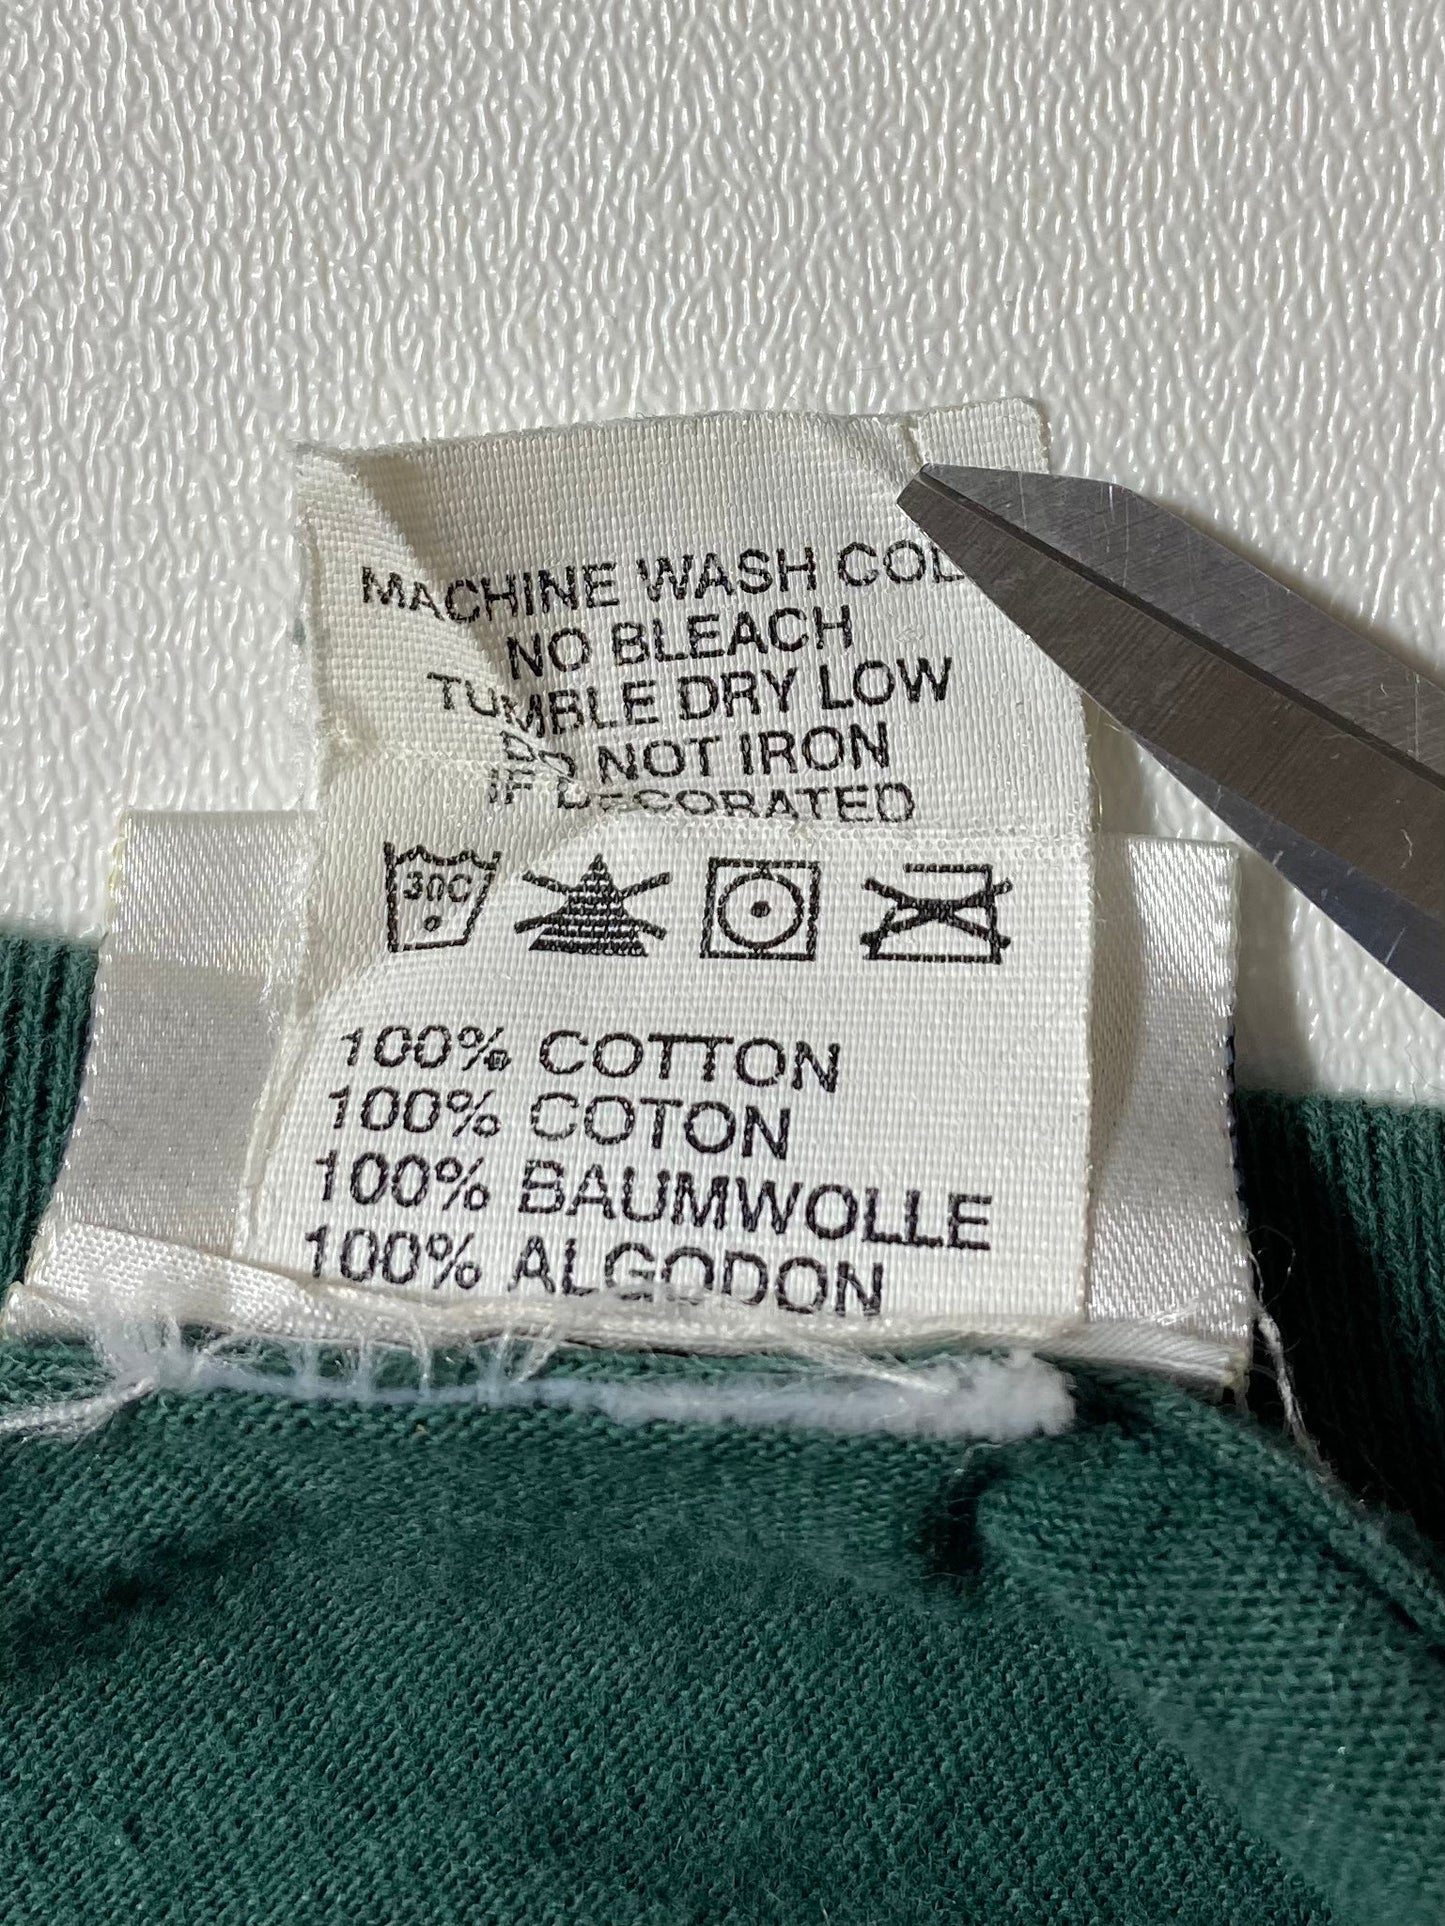 MACHINE WASH COL
NO BLEACH
TUMBLE DRY LOW
DO NOT IRON
IF DECORATED
30C
100% COTTON
100% COTON
100% BAUMWOLLE
100% ALGODON